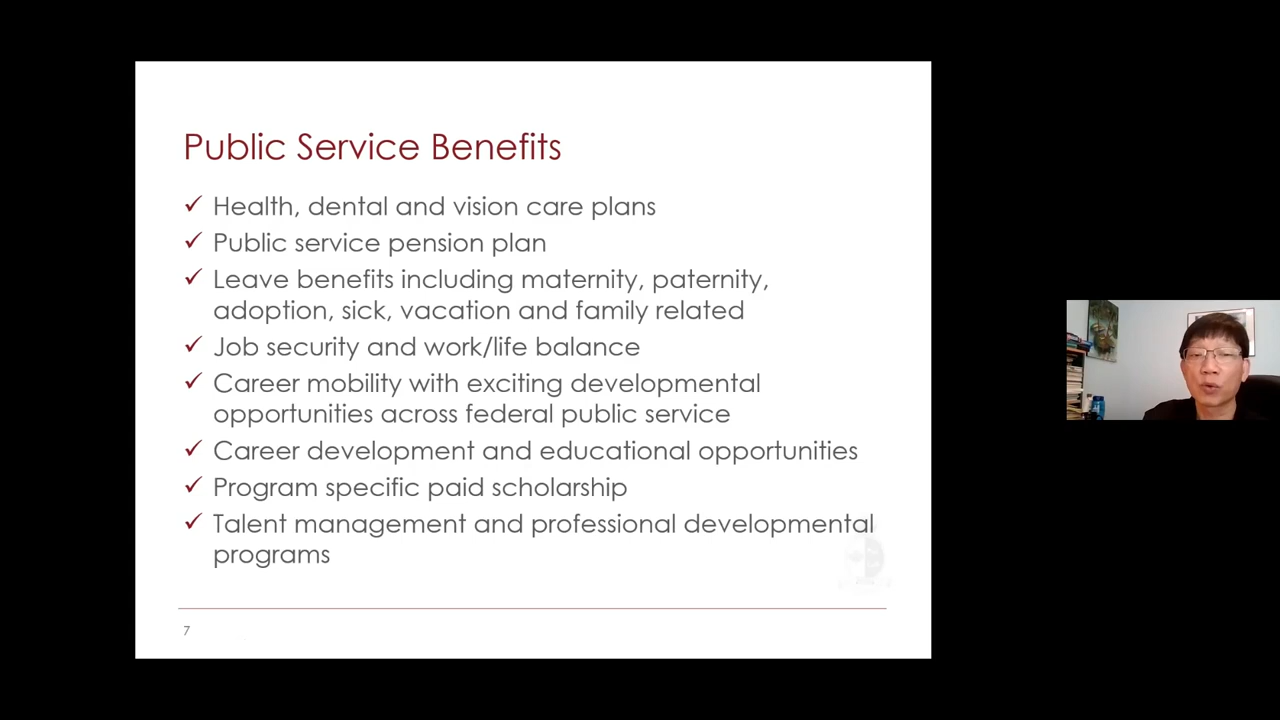 Public Service Benefits
✓ Health, dental and vision care plans
✓ Public service pension plan
✓ Leave benefits including maternity, paternity,
adoption, sick, vacation and family related
✓ Job security and work/life balance
✓ Career mobility with exciting developmental
opportunities across federal public service
✓ Career development and educational opportunities
✓ Program specific paid scholarship
✓ Talent management and professional developmental
programs
7